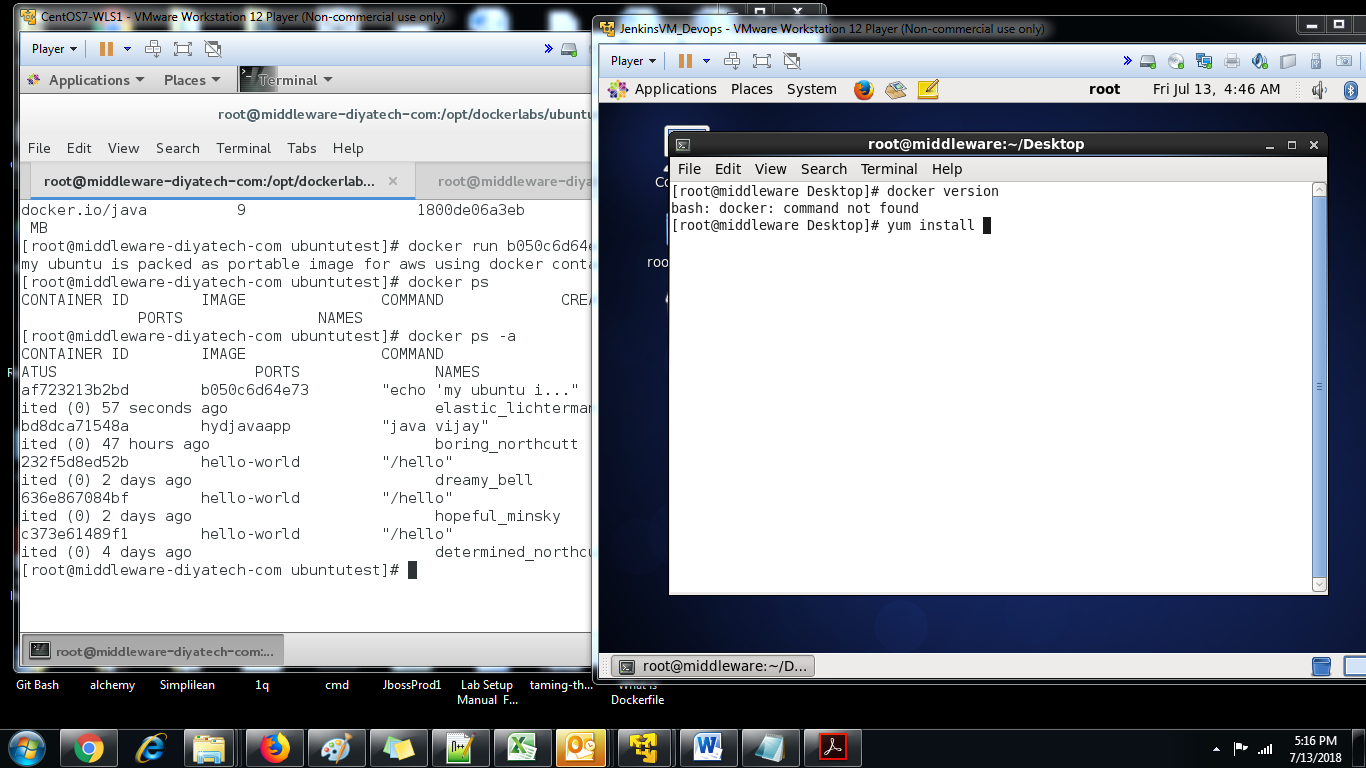 CentOS7-WLS1 - VMware Workstation 12 Player (Non-commercial use only)
Player
Applications Places Terminal
root@middleware-diyatech-com:/opt/dockerlabs/ubuntu
File Edit View Search Terminal Tabs Help
root@middleware-diyatech-com:/opt/dockerlab... × root@middleware-diya
docker.io/java 9 1800de06a3eb
MB
[root@middleware-diyatech-com ubuntutest]# docker run b050c6d64e
my ubuntu is packed as portable image for aws using docker conta
[root@middleware-diyatech-com ubuntutest]# docker ps
CONTAINER ID IMAGE COMMAND CREA
PORTS NAMES
[root@middleware-diyatech-com ubuntutest]# docker ps -a
CONTAINER ID IMAGE COMMAND
ATUS PORTS NAMES
af723213b2bd b050c6d64e73 "echo 'my ubuntu i..."
ited (0) 57 seconds ago elastic_lichterman
bd8dca71548a hydjavaapp "java vijay"
ited (0) 47 hours ago boring_northcutt
232f5d8ed52b hello-world "/hello"
ited (0) 2 days ago dreamy_bell
636e867084bf hello-world "/hello"
ited (0) 2 days ago hopeful_minsky
c373e61489f1 hello-world "/hello"
ited (0) 4 days ago determined_northcu
[root@middleware-diyatech-com ubuntutest]#
root@middleware-diyatech-com:...
JenkinsVM_Devops - VMware Workstation 12 Player (Non-commercial use only)
Player
Applications Places System root Fri Jul 13, 4:46 AM
root@middleware:~/Desktop
File Edit View Search Terminal Help
[root@middleware Desktop]# docker version
bash: docker: command not found
[root@middleware Desktop]# yum install
Co
roo
root@middleware:~/D...
Git Bash alchemy Simplilean 1q cmd JbossProd1 Lab Setup Manual F... taming-th... What is Dockerfile
5:16 PM
7/13/2018